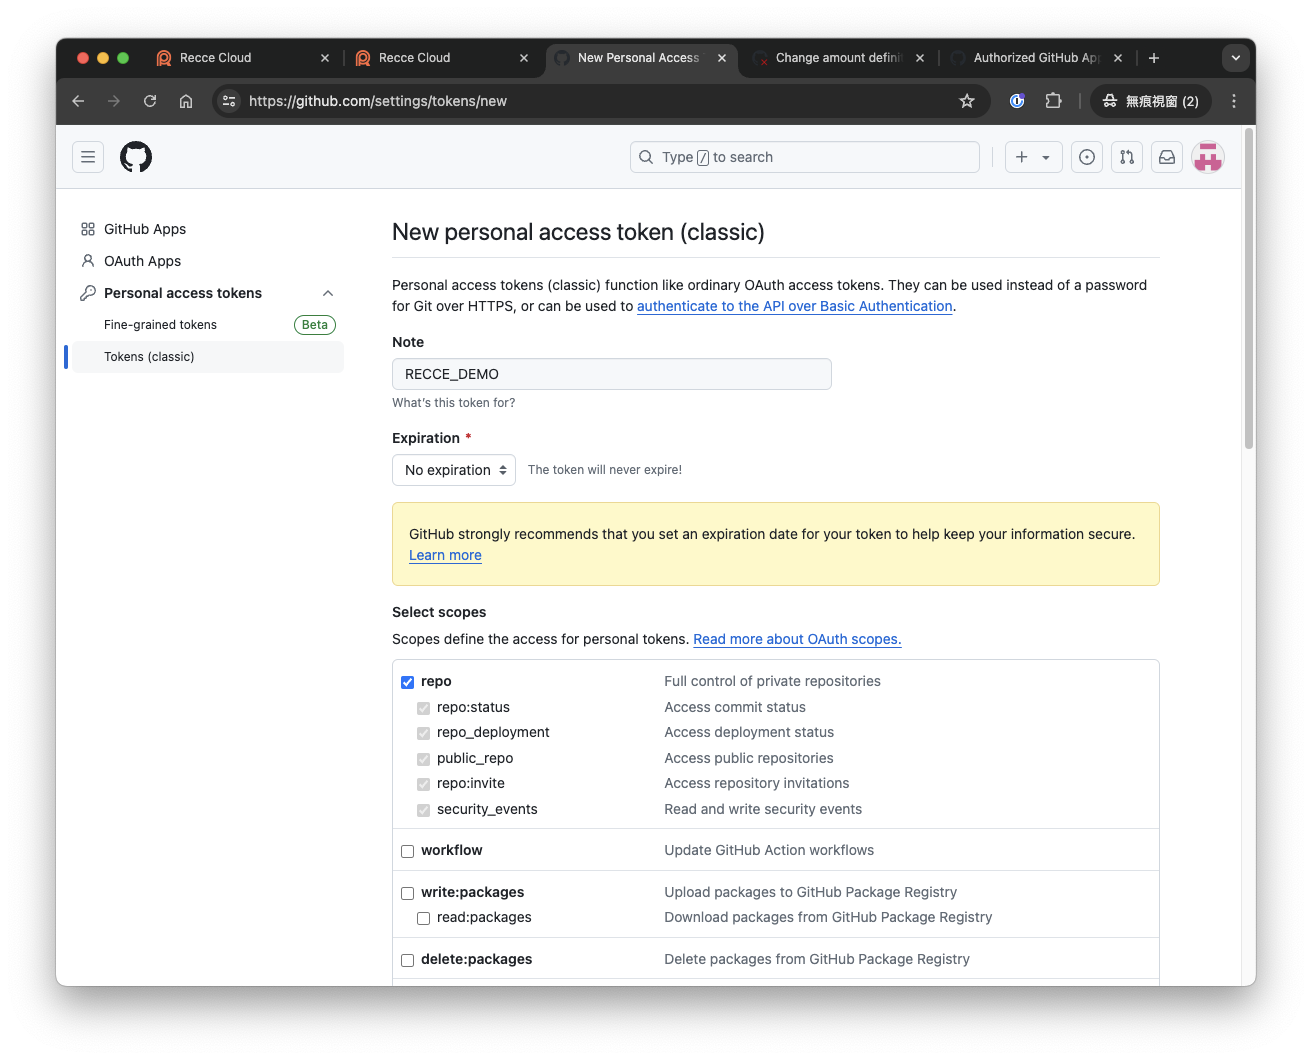 Recce Cloud
Recce Cloud
New Personal Access
Change amount defini
Authorized GitHub Ap
https://github.com/settings/tokens/new
無痕視窗 (2)
Type / to search
GitHub Apps
OAuth Apps
Personal access tokens
Fine-grained tokens
Beta
Tokens (classic)
New personal access token (classic)
Personal access tokens (classic) function like ordinary OAuth access tokens. They can be used instead of a password
for Git over HTTPS, or can be used to authenticate to the API over Basic Authentication.
Note
RECCE_DEMO
What's this token for?
Expiration *
No expiration
The token will never expire!
GitHub strongly recommends that you set an expiration date for your token to help keep your information secure.
Learn more
Select scopes
Scopes define the access for personal tokens. Read more about OAuth scopes.
repo Full control of private repositories
repo:status Access commit status
repo_deployment Access deployment status
public_repo Access public repositories
repo:invite Access repository invitations
security_events Read and write security events
workflow Update GitHub Action workflows
write:packages Upload packages to GitHub Package Registry
read:packages Download packages from GitHub Package Registry
delete:packages Delete packages from GitHub Package Registry